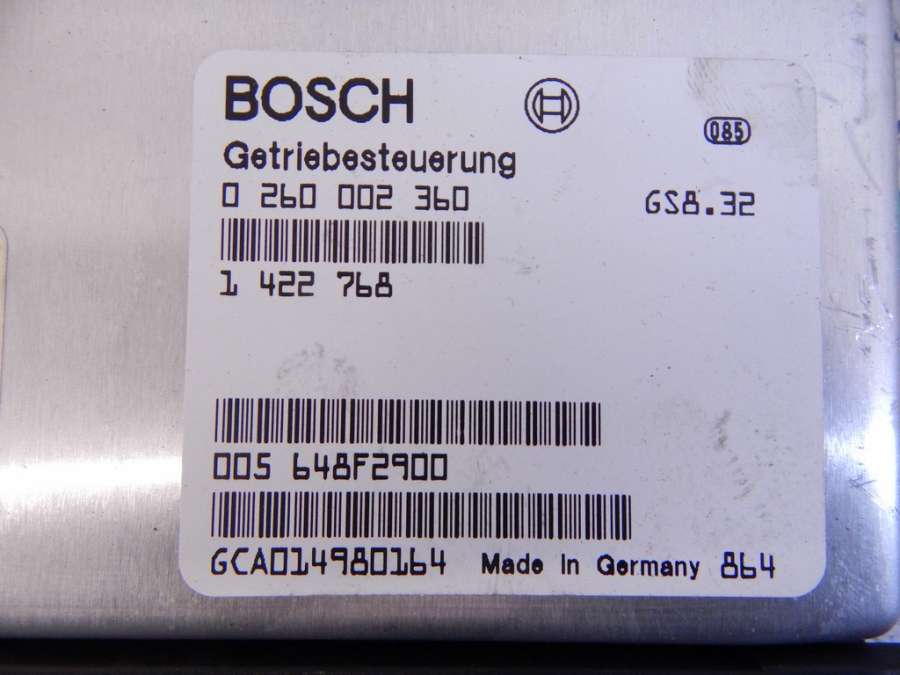 BOSCH
085
Getriebesteuerung
0 260 002 360
GS8.32
1 422 768
005 648F2900
GCA014980164 Made In Germany 864